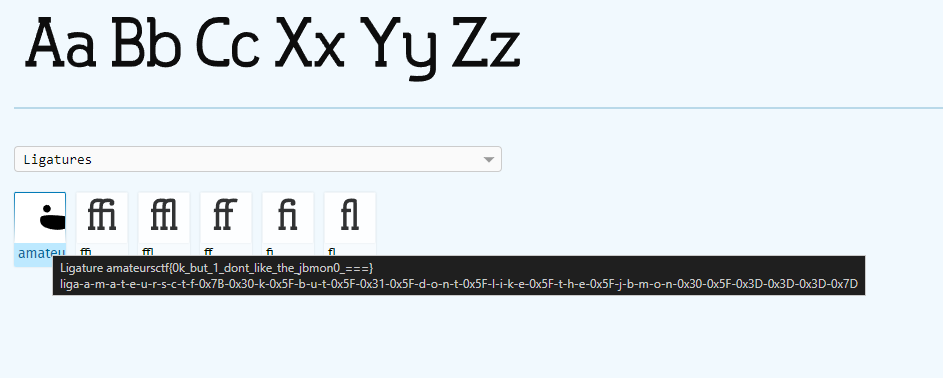 Aa Bb Cc Xx Yy Zz
Ligatures
ffi ffl ff fi fl
amateu ffi ffl ff fi fl
Ligature amateursctf{0k_but_1_dont_like_the_jbmon0_===}
liga-a-m-a-t-e-u-r-s-c-t-f-0x7B-0x30-k-0x5F-b-u-t-0x5F-0x31-0x5F-d-o-n-t-0x5F-l-i-k-e-0x5F-t-h-e-0x5F-j-b-m-o-n-0x30-0x5F-0x3D-0x3D-0x3D-0x7D